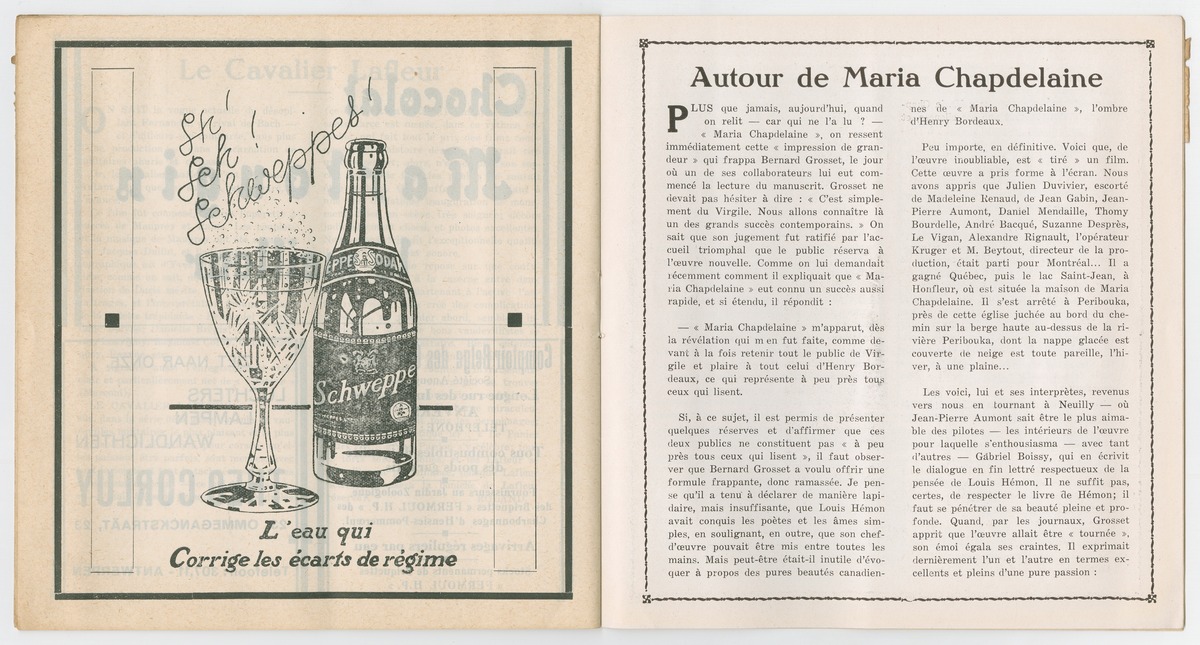 Sh !
Sch !
Schweppes !
EPPES SODA
Schweppe
L'eau qui
Corrige les écarts de régime
Autour de Maria Chapdelaine
PLUS que jamais, aujourd'hui, quand
on relit — car qui ne l'a lu ? —
« Maria Chapdelaine », on ressent
immédiatement cette « impression de gran-
deur » qui frappa Bernard Grosset, le jour
où un de ses collaborateurs lui eut com-
mencé la lecture du manuscrit. Grosset ne
devait pas hésiter à dire : « C'est simple-
ment du Virgile. Nous allons connaître là
un des grands succès contemporains. » On
sait que son jugement fut ratifié par l'ac-
cueil triomphal que le public réserva à
l'œuvre nouvelle. Comme on lui demandait
récemment comment il expliquait que « Ma-
ria Chapdelaine » eut connu un succès aussi
rapide, et si étendu, il répondit :
— « Maria Chapdelaine » m'apparut, dès
la révélation qui m en fut faite, comme de-
vant à la fois retenir tout le public de Vir-
gile et plaire à tout celui d'Henry Bor-
deaux, ce qui représente à peu près tous
ceux qui lisent.
Si, à ce sujet, il est permis de présenter
quelques réserves et d'affirmer que ces
deux publics ne constituent pas « à peu
près tous ceux qui lisent », il faut obser-
ver que Bernard Grosset a voulu offrir une
formule frappante, donc ramassée. Je pen-
se qu'il a tenu à déclarer de manière lapi-
daire, mais insuffisante, que Louis Hémon
avait conquis les poètes et les âmes sim-
ples, en soulignant, en outre, que son chef-
d'œuvre pouvait être mis entre toutes les
mains. Mais peut-être était-il inutile d'évo-
quer à propos des pures beautés canadien-
nes de « Maria Chapdelaine », l'ombre
d'Henry Bordeaux.
Peu importe, en définitive. Voici que, de
l'œuvre inoubliable, est « tiré » un film.
Cette œuvre a pris forme à l'écran. Nous
avons appris que Julien Duvivier, escorté
de Madeleine Renaud, de Jean Gabin, Jean-
Pierre Aumont, Daniel Mendaille, Thomy
Bourdelle, André Bacqué, Suzanne Desprès,
Le Vigan, Alexandre Rignault, l'opérateur
Kruger et M. Beytout, directeur de la pro-
duction, était parti pour Montréal... Il a
gagné Québec, puis le lac Saint-Jean, à
Honfleur, où est située la maison de Maria
Chapdelaine. Il s'est arrêté à Peribouka,
près de cette église juchée au bord du che-
min sur la berge haute au-dessus de la ri-
vière Peribouka, dont la nappe glacée est
couverte de neige est toute pareille, l'hi-
ver, à une plaine...
Les voici, lui et ses interprètes, revenus
vers nous en tournant à Neuilly — où
Jean-Pierre Aumont sait être le plus aima-
ble des pilotes — les intérieurs de l'œuvre
pour laquelle s'enthousiasma — avec tant
d'autres — Gabriel Boissy, qui en écrivit
le dialogue en fin lettré respectueux de la
pensée de Louis Hémon. Il ne suffit pas,
certes, de respecter le livre de Hémon; il
faut se pénétrer de sa beauté pleine et pro-
fonde. Quand, par les journaux, Grosset
apprit que l'œuvre allait être « tournée »,
son émoi égala ses craintes. Il exprimait
dernièrement l'un et l'autre en termes ex-
cellents et pleins d'une pure passion :